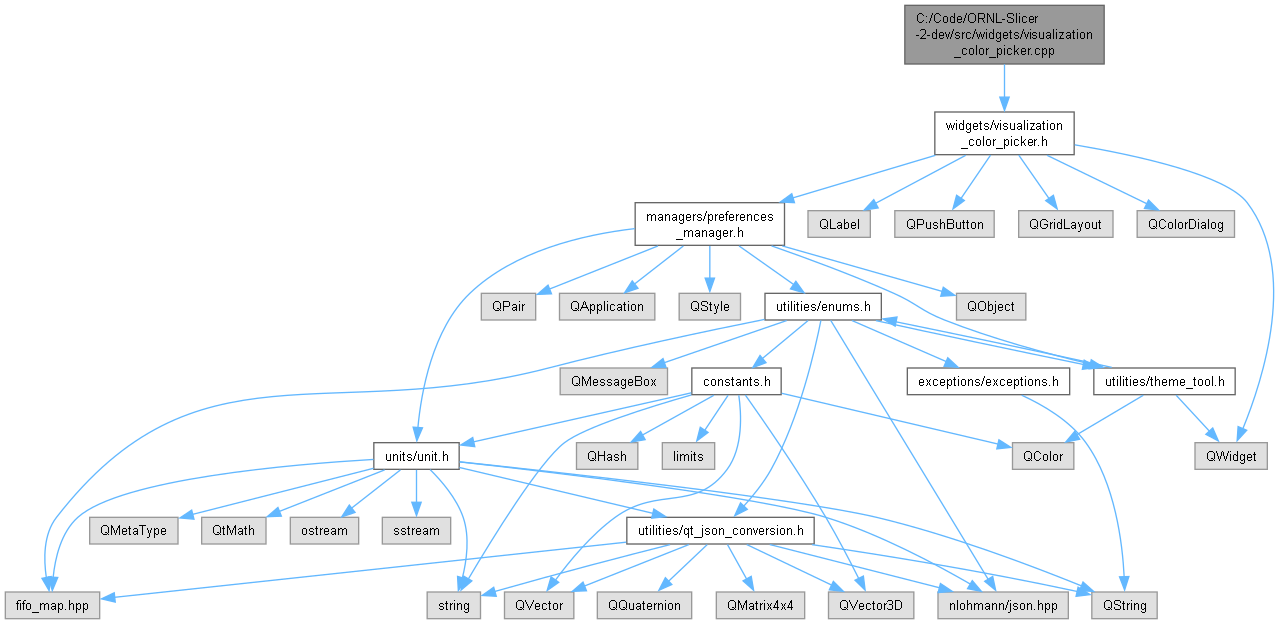 C:/Code/ORNL-Slicer
-2-dev/src/widgets/visualization
_color_picker.cpp
widgets/visualization
_color_picker.h
managers/preferences
_manager.h
QLabel
QPushButton
QGridLayout
QColorDialog
QPair
QApplication
QStyle
utilities/enums.h
QObject
QMessageBox
constants.h
exceptions/exceptions.h
utilities/theme_tool.h
units/unit.h
QHash
limits
QColor
QWidget
QMetaType
QtMath
ostream
sstream
utilities/qt_json_conversion.h
fifo_map.hpp
string
QVector
QQuaternion
QMatrix4x4
QVector3D
nlohmann/json.hpp
QString